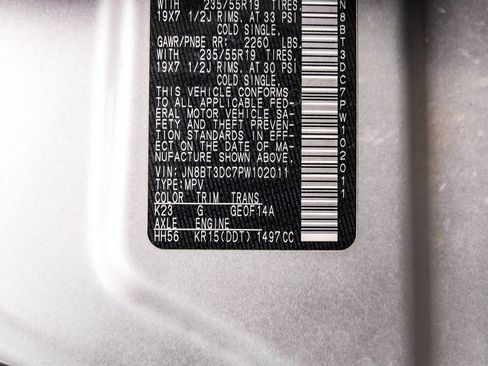 WITH 235/55R19 TIRES,
19X7 1/2J RIMS, AT 33 PSI
COLD SINGLE.
GAWR/PNBE RR: 2260 LBS.
WITH 235/55R19 TIRES,
19X7 1/2J RIMS, AT 30 PSI
COLD SINGLE.
THIS VEHICLE CONFORMS
TO ALL APPLICABLE FEDE-
RAL MOTOR VEHICLE SA-
FETY AND THEFT PREVEN-
TION STANDARDS IN EFF-
ECT ON THE DATE OF MA-
NUFACTURE SHOWN ABOVE.
VIN: JN8BT3DC7PW102011
TYPE:MPV
COLOR TRIM TRANS
K23 G GE0F14A
AXLE ENGINE
HH56 KR15(DDT) 1497CC
N8BT3DC7PW102011